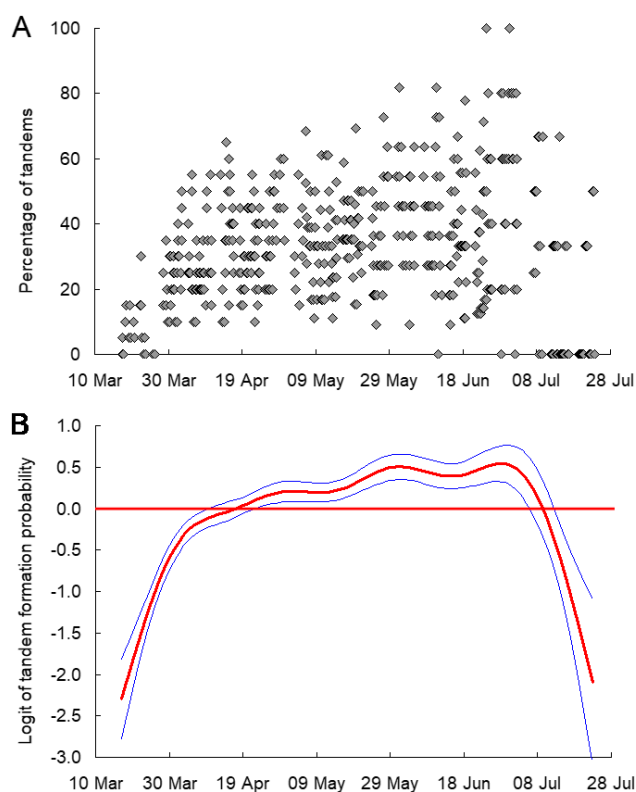 A
Percentage of tandems
100
80
60
40
20
0
10 Mar 30 Mar 19 Apr 09 May 29 May 18 Jun 08 Jul 28 Jul
B
Logit of tandem formation probability
1.0
0.5
0.0
-0.5
-1.0
-1.5
-2.0
-2.5
-3.0
10 Mar 30 Mar 19 Apr 09 May 29 May 18 Jun 08 Jul 28 Jul